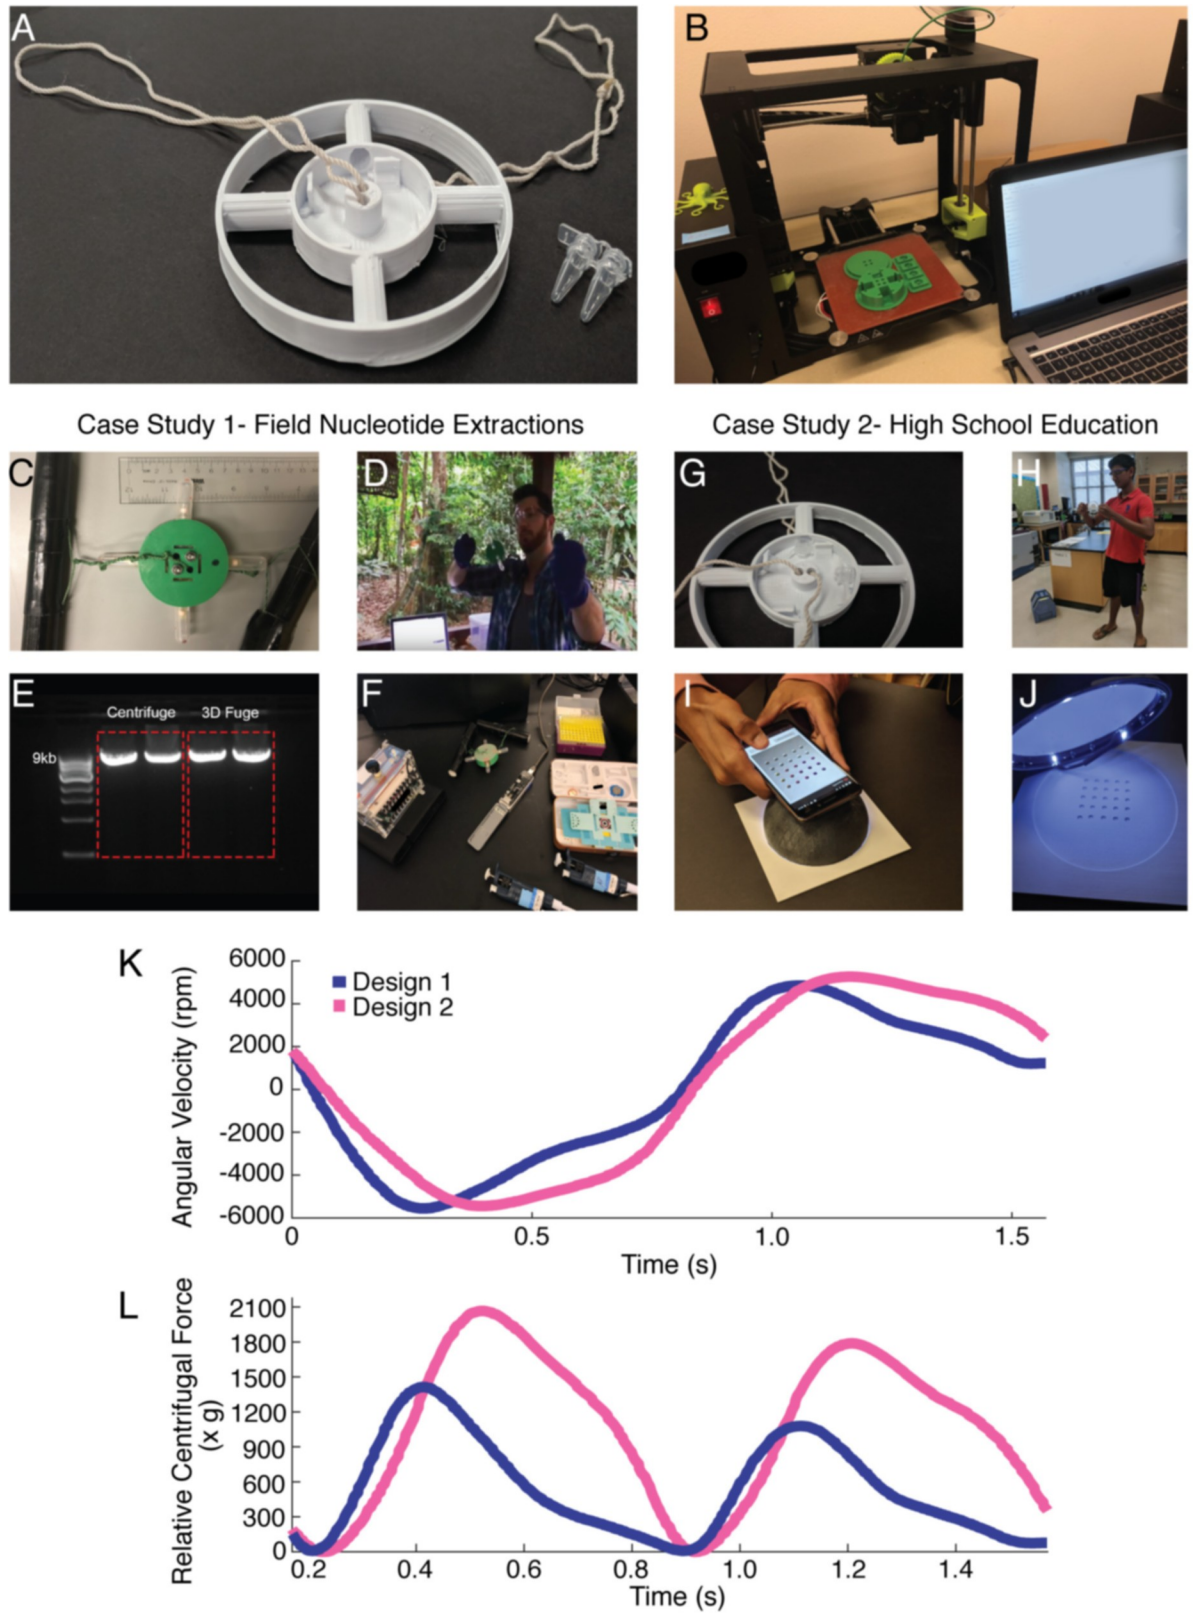 A
B
Case Study 1- Field Nucleotide Extractions
Case Study 2- High School Education
C
D
G
H
E
Centrifuge
3D Fuge
9kb
F
I
J
K
6000
4000
2000
0
-2000
-4000
-6000
Angular Velocity (rpm)
Design 1
Design 2
0
0.5
1.0
1.5
Time (s)
L
2100
1800
1500
1200
900
600
300
0
Relative Centrifugal Force
(x g)
0.2
0.4
0.6
0.8
1.0
1.2
1.4
Time (s)